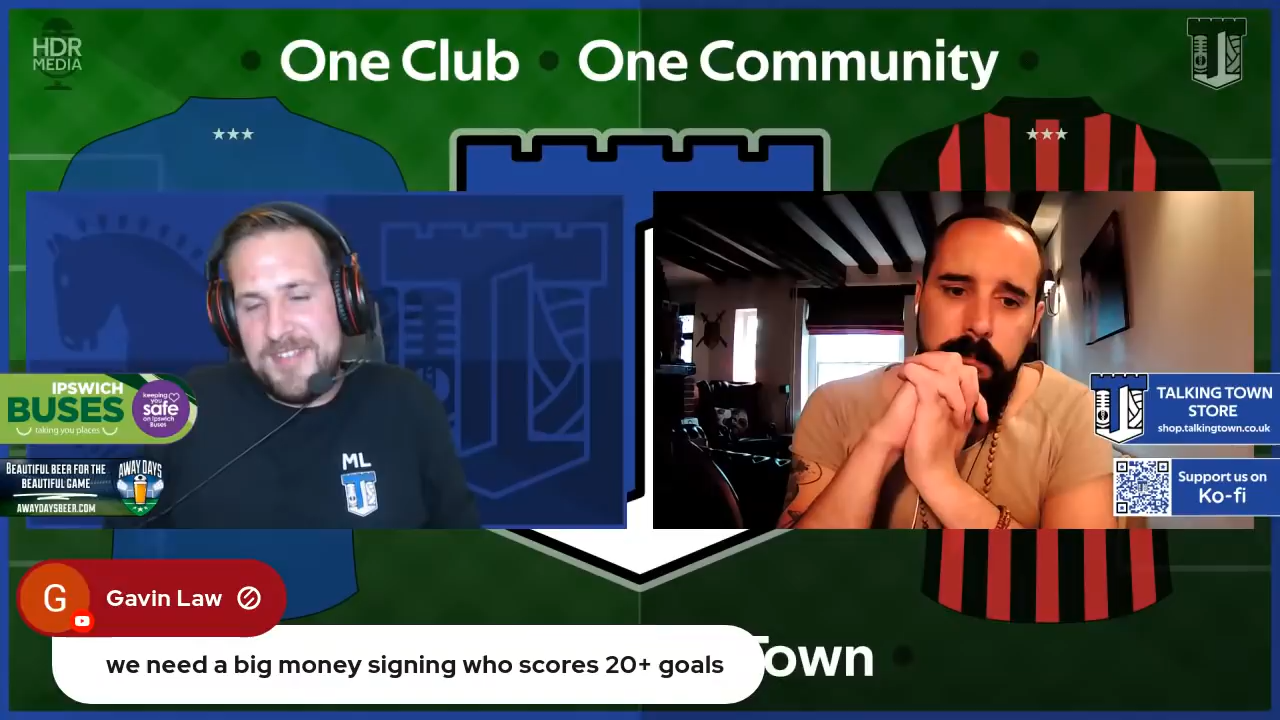 HDR
MEDIA
One Club • One Community
IPSWICH
BUSES
taking you places
keeping
you
safe
on Ipswich
Buses
BEAUTIFUL BEER FOR THE
BEAUTIFUL GAME
AWAYDAYSBEER.COM
AWAY DAYS
ML
TALKING TOWN
STORE
shop.talkingtown.co.uk
Support us on
Ko-fi
G
Gavin Law
we need a big money signing who scores 20+ goals
Town